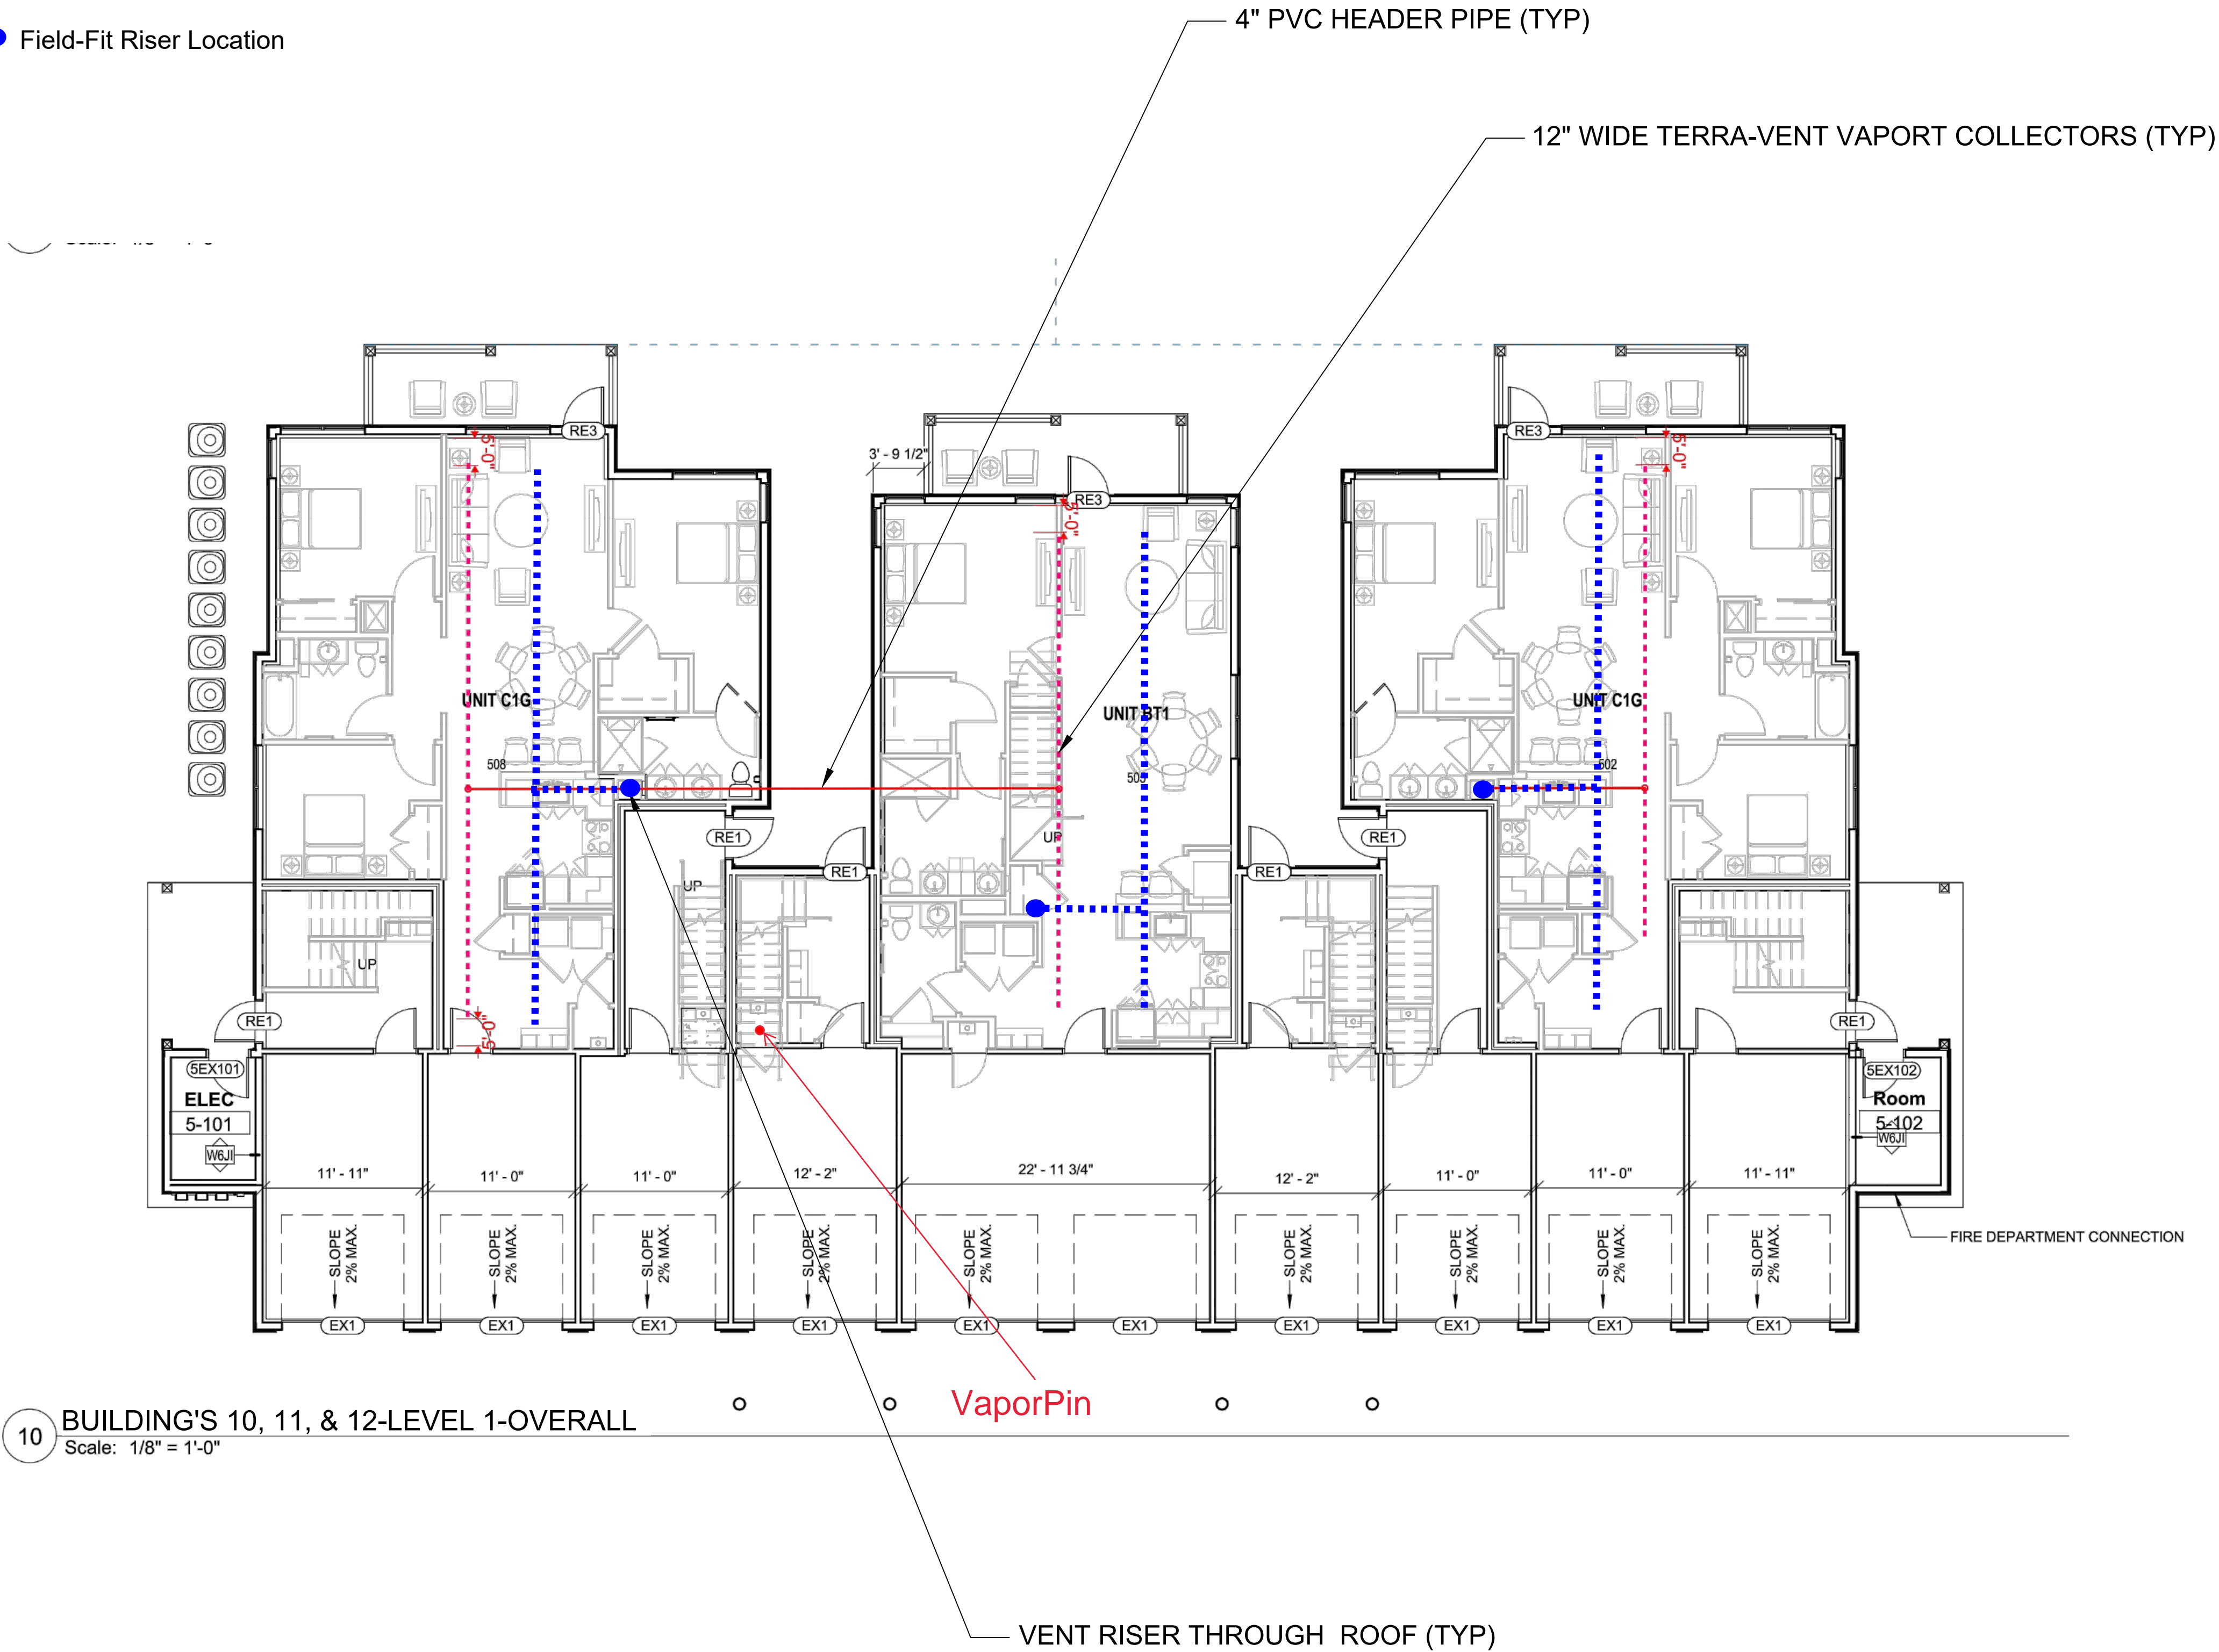 4" PVC HEADER PIPE (TYP)
Field-Fit Riser Location
12" WIDE TERRA-VENT VAPORT COLLECTORS (TYP)
RE3
RE3
5'-0"
5'-0"
3' - 9 1/2"
RE3
5'-0"
UNIT C1G
UNIT BT1
UNIT C1G
508
602
UP
RE1
RE1
RE1
RE1
UP
UP
RE1
RE1
5'-0"
5EX101
5EX102
ELEC
Room
5-101
5-102
W6JI
W6JI
11' - 11"
11' - 0"
11' - 0"
12' - 2"
22' - 11 3/4"
12' - 2"
11' - 0"
11' - 0"
11' - 11"
SLOPE
2% MAX.
SLOPE
2% MAX.
SLOPE
2% MAX.
SLOPE
2% MAX.
SLOPE
2% MAX.
SLOPE
2% MAX.
SLOPE
2% MAX.
SLOPE
2% MAX.
SLOPE
2% MAX.
FIRE DEPARTMENT CONNECTION
EX1
EX1
EX1
EX1
EX1
EX1
EX1
EX1
EX1
EX1
VaporPin
10
BUILDING'S 10, 11, & 12-LEVEL 1-OVERALL
Scale: 1/8" = 1'-0"
VENT RISER THROUGH ROOF (TYP)